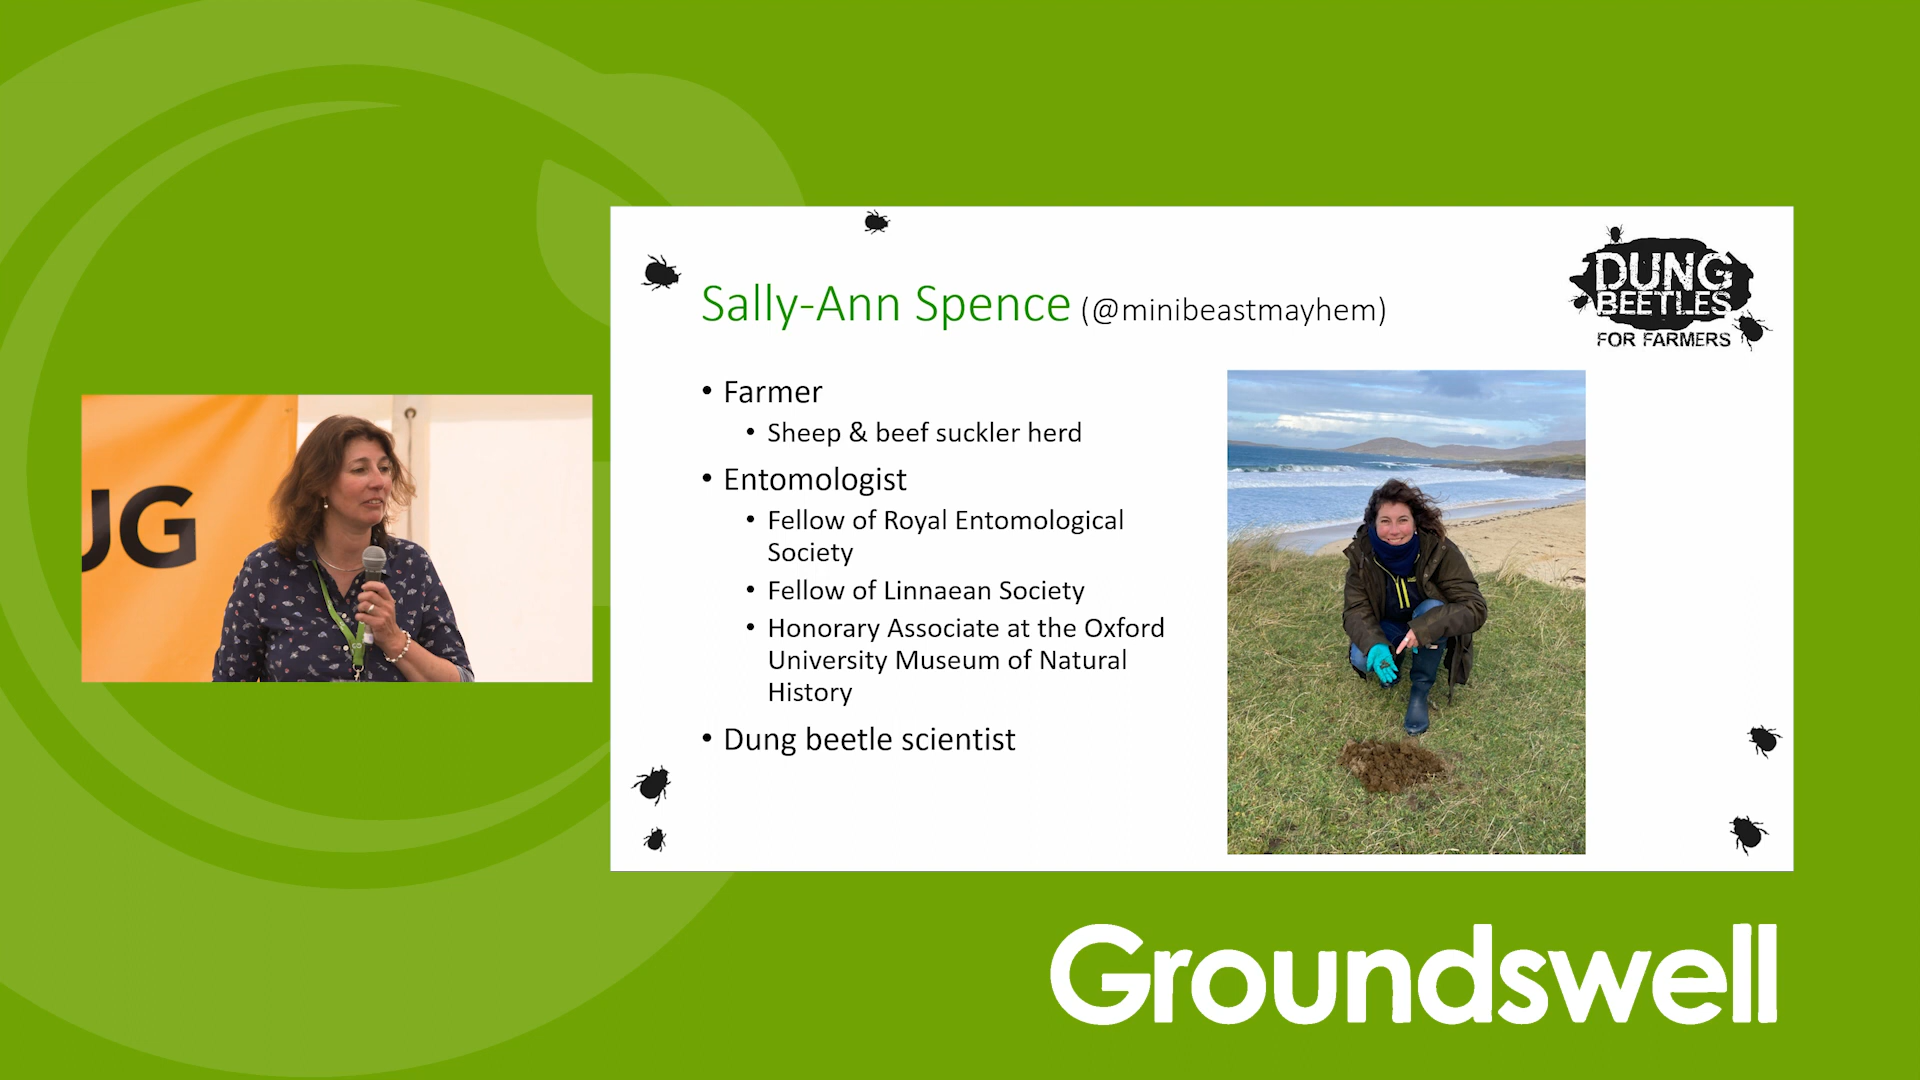 UG
Sally-Ann Spence (@minibeastmayhem)
DUNG
BEETLES
FOR FARMERS
• Farmer
• Sheep & beef suckler herd
• Entomologist
• Fellow of Royal Entomological
Society
• Fellow of Linnaean Society
• Honorary Associate at the Oxford
University Museum of Natural
History
• Dung beetle scientist
Groundswell